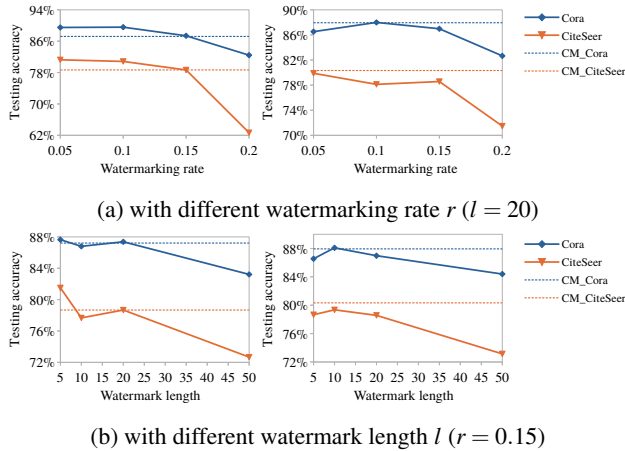 94%
86%
78%
70%
62%
Testing accuracy
0.05 0.1 0.15 0.2
Watermarking rate
90%
86%
82%
78%
74%
70%
Testing accuracy
0.05 0.1 0.15 0.2
Watermarking rate
Cora
CiteSeer
CM_Cora
CM_CiteSeer
(a) with different watermarking rate r (l = 20)
88%
84%
80%
76%
72%
Testing accuracy
5 10 15 20 25 30 35 40 45 50
Watermark length
88%
84%
80%
76%
72%
Testing accuracy
5 10 15 20 25 30 35 40 45 50
Watermark length
Cora
CiteSeer
CM_Cora
CM_CiteSeer
(b) with different watermark length l (r = 0.15)